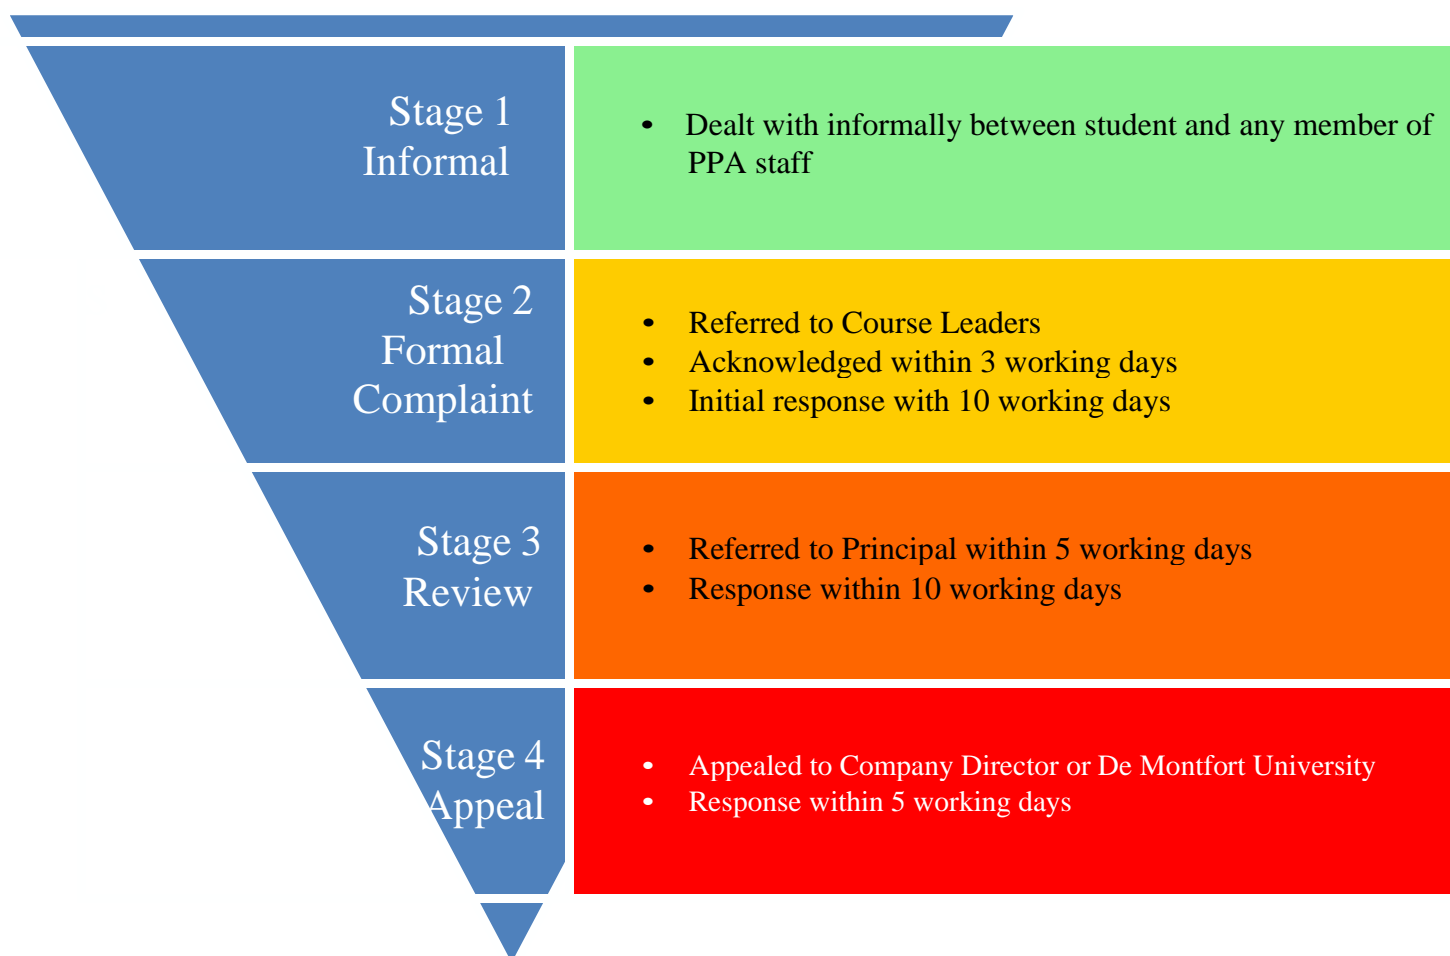 Stage 1
Informal
• Dealt with informally between student and any member of
PPA staff
Stage 2
Formal
Complaint
• Referred to Course Leaders
• Acknowledged within 3 working days
• Initial response with 10 working days
Stage 3
Review
• Referred to Principal within 5 working days
• Response within 10 working days
Stage 4
Appeal
• Appealed to Company Director or De Montfort University
• Response within 5 working days